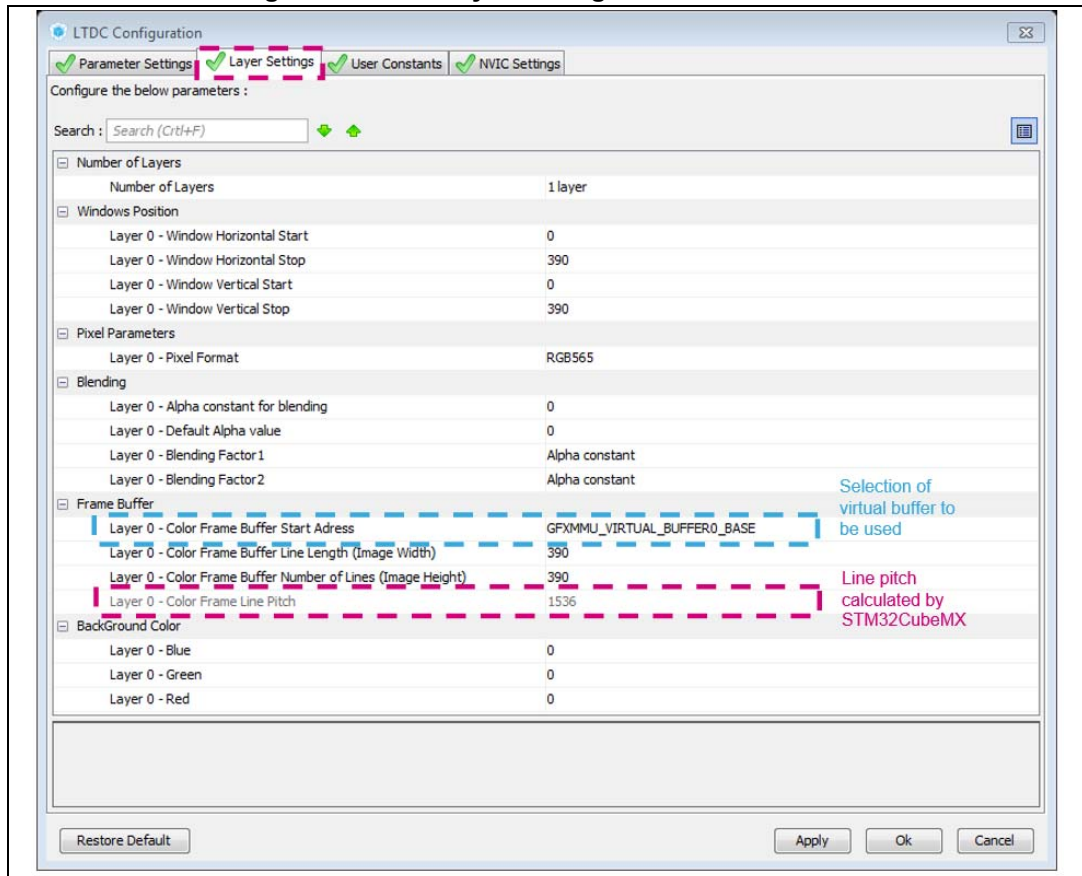 LTDC Configuration
Parameter Settings Layer Settings User Constants NVIC Settings
Configure the below parameters :
Search : Search (Crtl+F)
Number of Layers
Number of Layers 1 layer
Windows Position
Layer 0 - Window Horizontal Start 0
Layer 0 - Window Horizontal Stop 390
Layer 0 - Window Vertical Start 0
Layer 0 - Window Vertical Stop 390
Pixel Parameters
Layer 0 - Pixel Format RGB565
Blending
Layer 0 - Alpha constant for blending 0
Layer 0 - Default Alpha value 0
Layer 0 - Blending Factor1 Alpha constant
Layer 0 - Blending Factor2 Alpha constant
Frame Buffer
Layer 0 - Color Frame Buffer Start Adress GFXMMU_VIRTUAL_BUFFER0_BASE
Selection of
virtual buffer to
be used
Layer 0 - Color Frame Buffer Line Length (Image Width) 390
Layer 0 - Color Frame Buffer Number of Lines (Image Height) 390
Layer 0 - Color Frame Line Pitch 1536
Line pitch
calculated by
STM32CubeMX
BackGround Color
Layer 0 - Blue 0
Layer 0 - Green 0
Layer 0 - Red 0
Restore Default Apply Ok Cancel